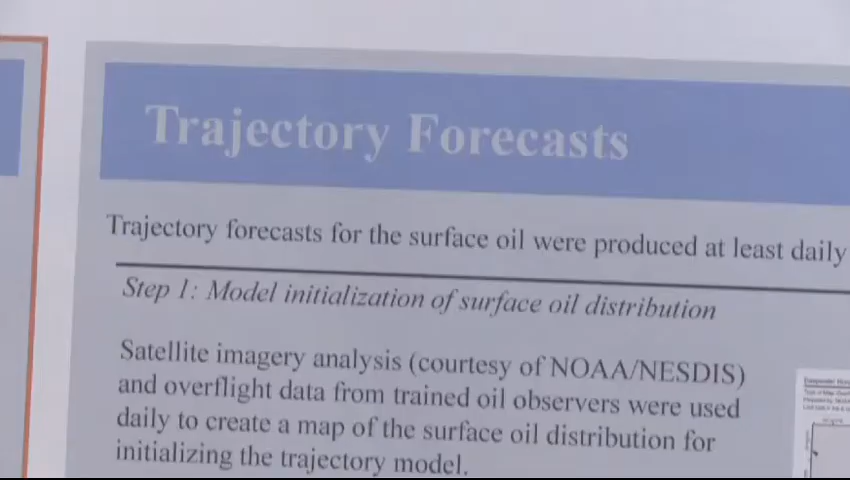 Trajectory Forecasts
Trajectory forecasts for the surface oil were produced at least daily
Step 1: Model initialization of surface oil distribution
Satellite imagery analysis (courtesy of NOAA/NESDIS)
and overflight data from trained oil observers were used
daily to create a map of the surface oil distribution for
initializing the trajectory model.